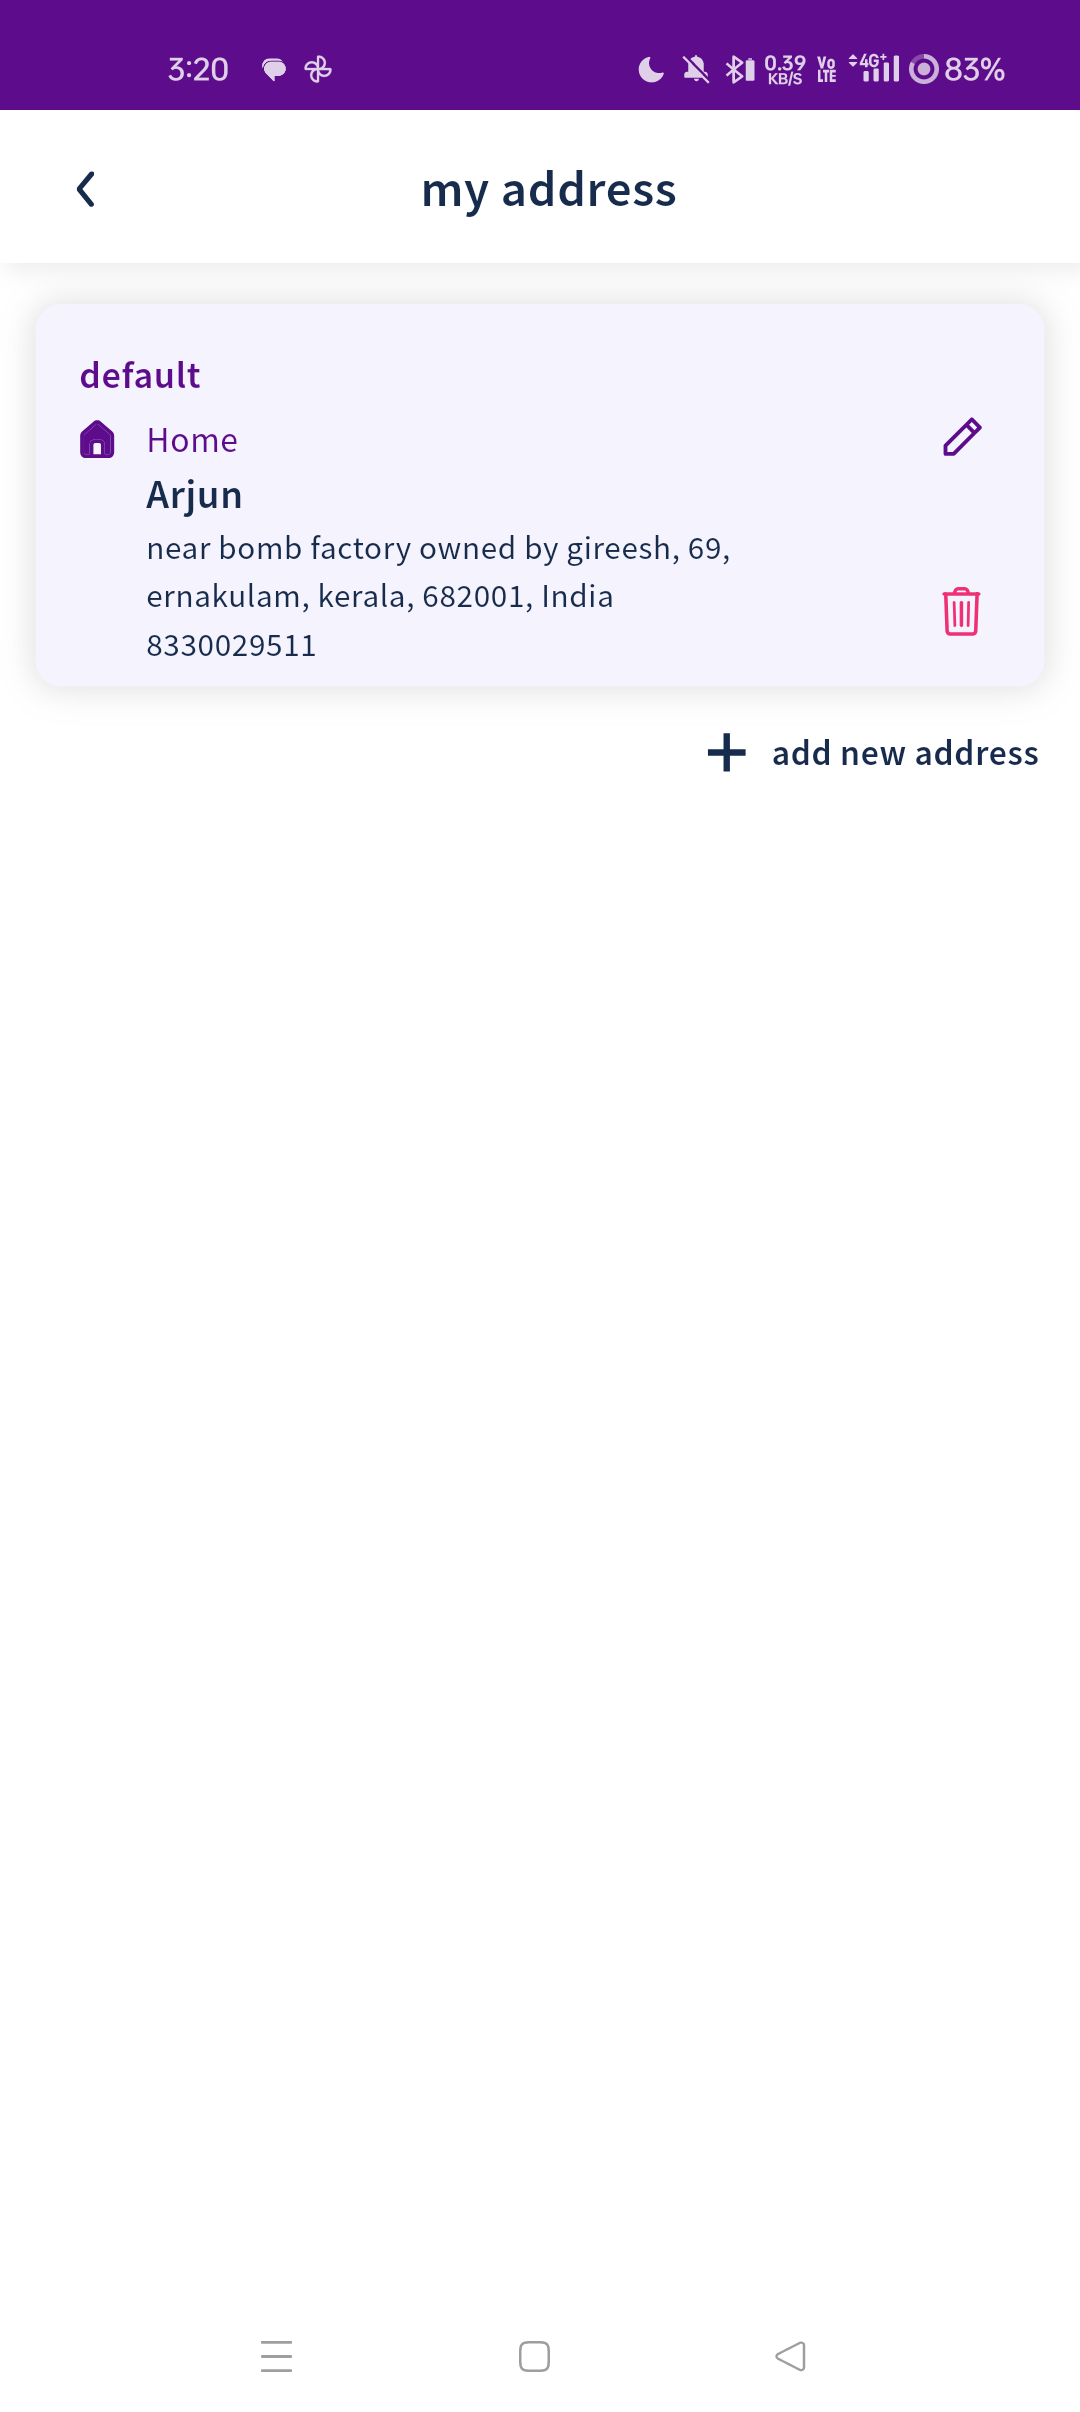 3:20
0.39 KB/S Vo LTE 4G+ 83%
my address
default
Home
Arjun
near bomb factory owned by gireesh, 69,
ernakulam, kerala, 682001, India
8330029511
add new address